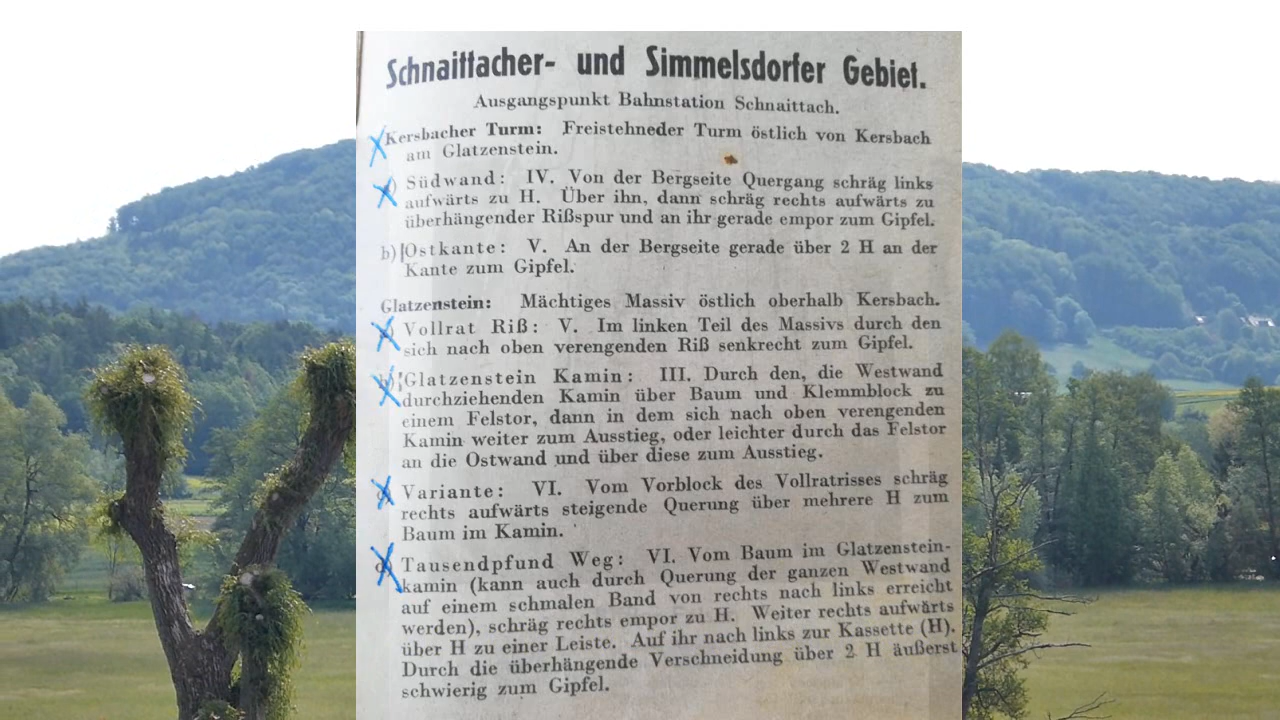 Schnaittacher- und Simmelsdorfer Gebiet.
Ausgangspunkt Bahnstation Schnaittach.
Kersbacher Turm: Freistehneder Turm östlich von Kersbach
am Glatzenstein.
Südwand: IV. Von der Bergseite Quergang schräg links
aufwärts zu H. Über ihn, dann schräg rechts aufwärts zu
überhängender Rißspur und an ihr gerade empor zum Gipfel.
b) Ostkante: V. An der Bergseite gerade über 2 H an der
Kante zum Gipfel.
Glatzenstein: Mächtiges Massiv östlich oberhalb Kersbach.
Vollrat Riß: V. Im linken Teil des Massivs durch den
sich nach oben verengenden Riß senkrecht zum Gipfel.
Glatzenstein Kamin: III. Durch den, die Westwand
durchziehenden Kamin über Baum und Klemmblock zu
einem Felstor, dann in dem sich nach oben verengenden
Kamin weiter zum Ausstieg, oder leichter durch das Felstor
an die Ostwand und über diese zum Ausstieg.
Variante: VI. Vom Vorblock des Vollratrisses schräg
rechts aufwärts steigende Querung über mehrere H zum
Baum im Kamin.
Tausendpfund Weg: VI. Vom Baum im Glatzenstein-
kamin (kann auch durch Querung der ganzen Westwand
auf einem schmalen Band von rechts nach links erreicht
werden), schräg rechts empor zu H. Weiter rechts aufwärts
über H zu einer Leiste. Auf ihr nach links zur Kassette (H).
Durch die überhängende Verschneidung über 2 H äußerst
schwierig zum Gipfel.